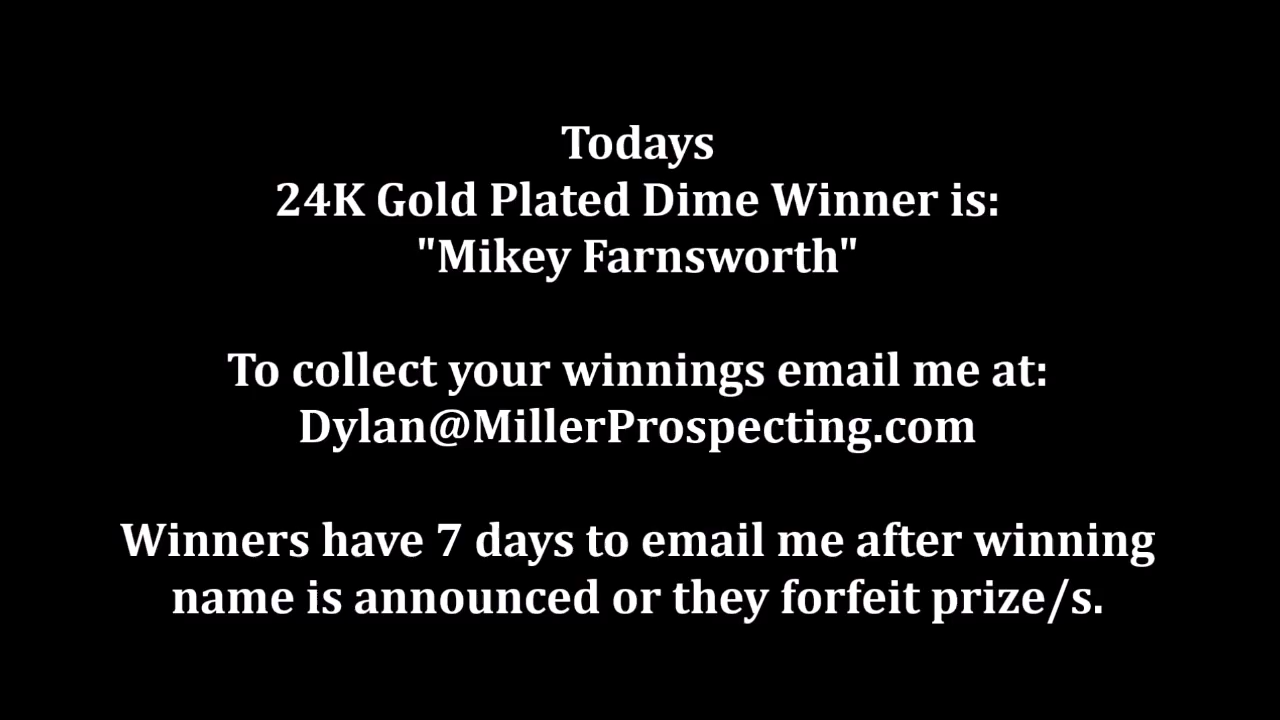 Todays
24K Gold Plated Dime Winner is:
"Mikey Farnsworth"
To collect your winnings email me at:
Dylan@MillerProspecting.com
Winners have 7 days to email me after winning
name is announced or they forfeit prize/s.